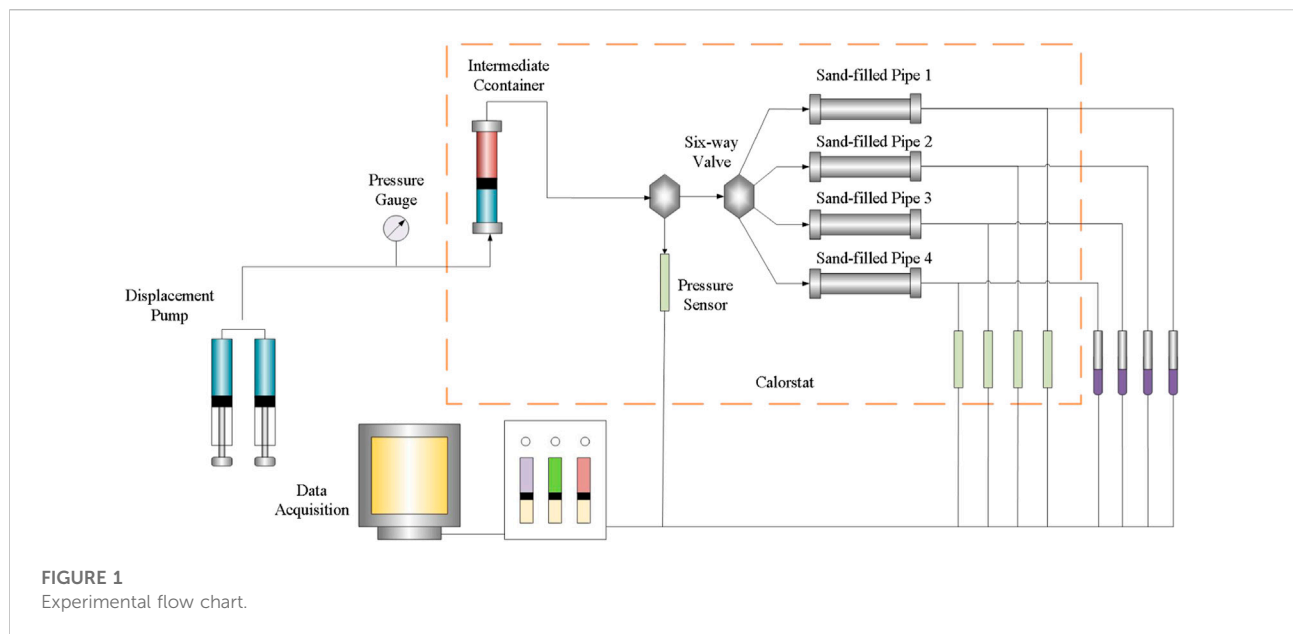 Intermediate
Ccontainer
Sand-filled Pipe 1
Six-way
Valve
Sand-filled Pipe 2
Pressure
Gauge
Sand-filled Pipe 3
Sand-filled Pipe 4
Displacement
Pump
Pressure
Sensor
Calorstat
Data
Acquisition
FIGURE 1
Experimental flow chart.